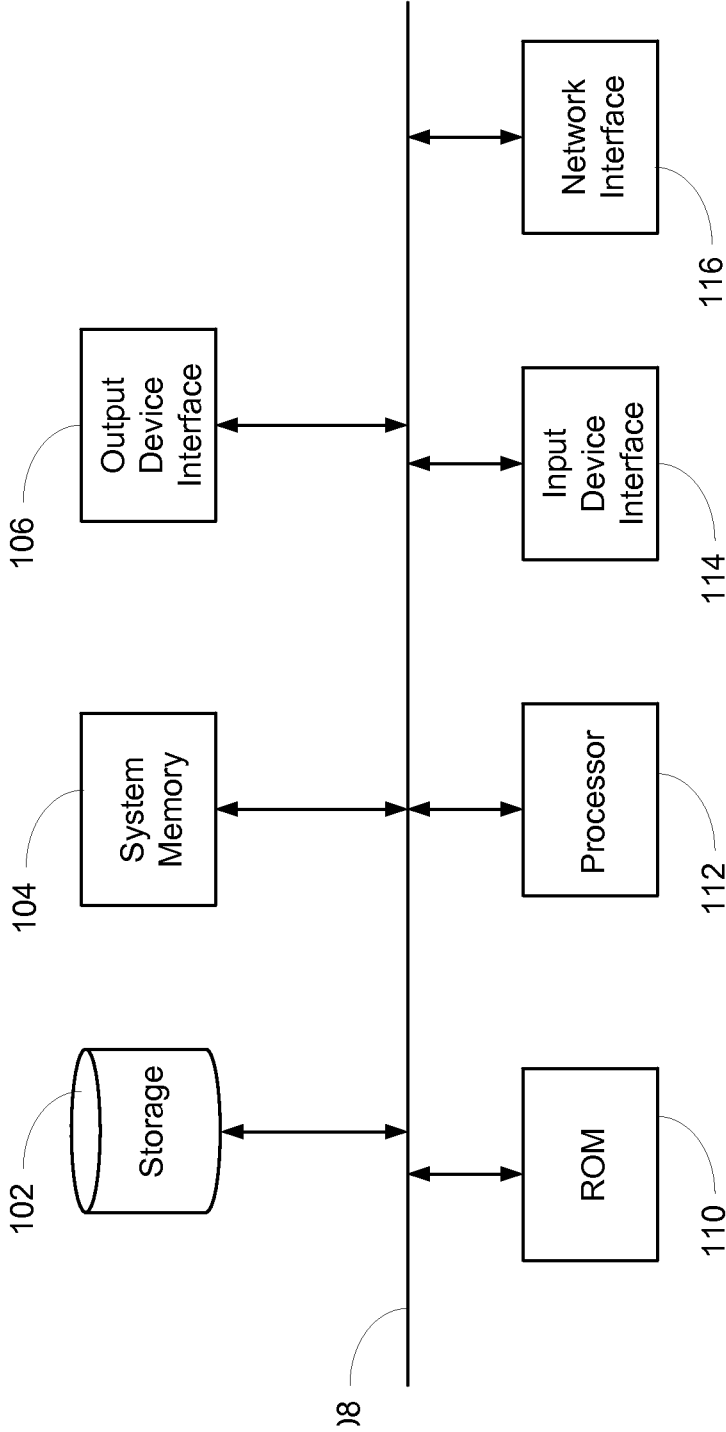 102
104
106
Storage
System
Memory
Output
Device
Interface
ROM
Processor
Input
Device
Interface
Network
Interface
110
112
114
116